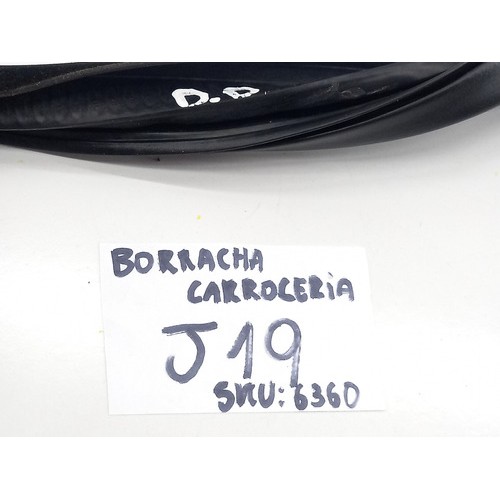 D.D.
BORRACHA
CARROCERIA
J19
SKU: 6360